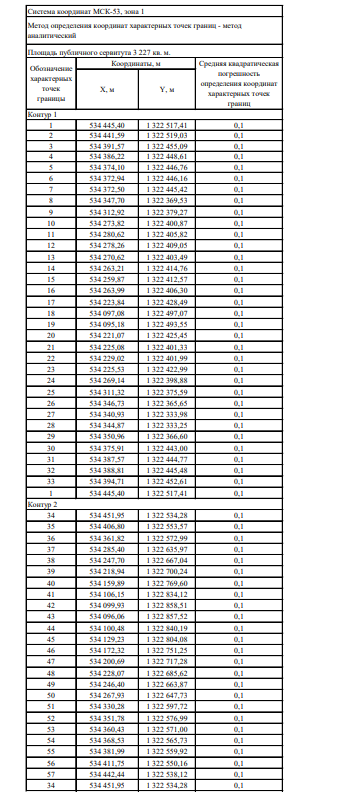 Система координат МСК-53, зона 1
Метод определения координат характерных точек границ - метод
аналитический
Площадь публичного сервитута 3 227 кв. м.
Обозначение характерных точек границы | Координаты, м | Средняя квадратическая погрешность определения координат характерных точек границ
X, м | Y, м
Контур 1
1 534 445,40 1 322 517,41 0,1
2 534 441,59 1 322 519,03 0,1
3 534 391,57 1 322 455,09 0,1
4 534 386,22 1 322 448,61 0,1
5 534 374,10 1 322 446,76 0,1
6 534 372,94 1 322 446,16 0,1
7 534 372,50 1 322 445,42 0,1
8 534 347,70 1 322 369,53 0,1
9 534 312,92 1 322 379,27 0,1
10 534 273,82 1 322 400,87 0,1
11 534 280,62 1 322 405,82 0,1
12 534 278,26 1 322 409,05 0,1
13 534 270,62 1 322 403,49 0,1
14 534 263,21 1 322 414,76 0,1
15 534 259,87 1 322 412,57 0,1
16 534 263,99 1 322 406,30 0,1
17 534 223,84 1 322 428,49 0,1
18 534 097,08 1 322 497,07 0,1
19 534 095,18 1 322 493,55 0,1
20 534 221,07 1 322 425,45 0,1
21 534 225,08 1 322 401,33 0,1
22 534 229,02 1 322 401,99 0,1
23 534 225,53 1 322 422,99 0,1
24 534 269,14 1 322 398,88 0,1
25 534 311,32 1 322 375,59 0,1
26 534 346,73 1 322 365,65 0,1
27 534 340,93 1 322 333,98 0,1
28 534 344,87 1 322 333,25 0,1
29 534 350,96 1 322 366,60 0,1
30 534 375,91 1 322 443,00 0,1
31 534 387,57 1 322 444,77 0,1
32 534 388,81 1 322 445,48 0,1
33 534 394,71 1 322 452,61 0,1
1 534 445,40 1 322 517,41 0,1
Контур 2
34 534 451,95 1 322 534,28 0,1
35 534 406,80 1 322 553,57 0,1
36 534 361,82 1 322 572,99 0,1
37 534 285,40 1 322 635,97 0,1
38 534 247,70 1 322 667,04 0,1
39 534 218,94 1 322 700,24 0,1
40 534 159,89 1 322 769,60 0,1
41 534 106,15 1 322 834,12 0,1
42 534 099,93 1 322 858,51 0,1
43 534 096,06 1 322 857,52 0,1
44 534 100,48 1 322 840,19 0,1
45 534 129,23 1 322 804,08 0,1
46 534 172,32 1 322 751,25 0,1
47 534 200,69 1 322 717,28 0,1
48 534 228,07 1 322 685,62 0,1
49 534 246,40 1 322 663,87 0,1
50 534 267,93 1 322 647,73 0,1
51 534 330,28 1 322 597,72 0,1
52 534 351,78 1 322 576,99 0,1
53 534 360,43 1 322 571,00 0,1
54 534 368,53 1 322 565,73 0,1
55 534 381,99 1 322 559,92 0,1
56 534 411,75 1 322 550,16 0,1
57 534 442,44 1 322 538,12 0,1
34 534 451,95 1 322 534,28 0,1